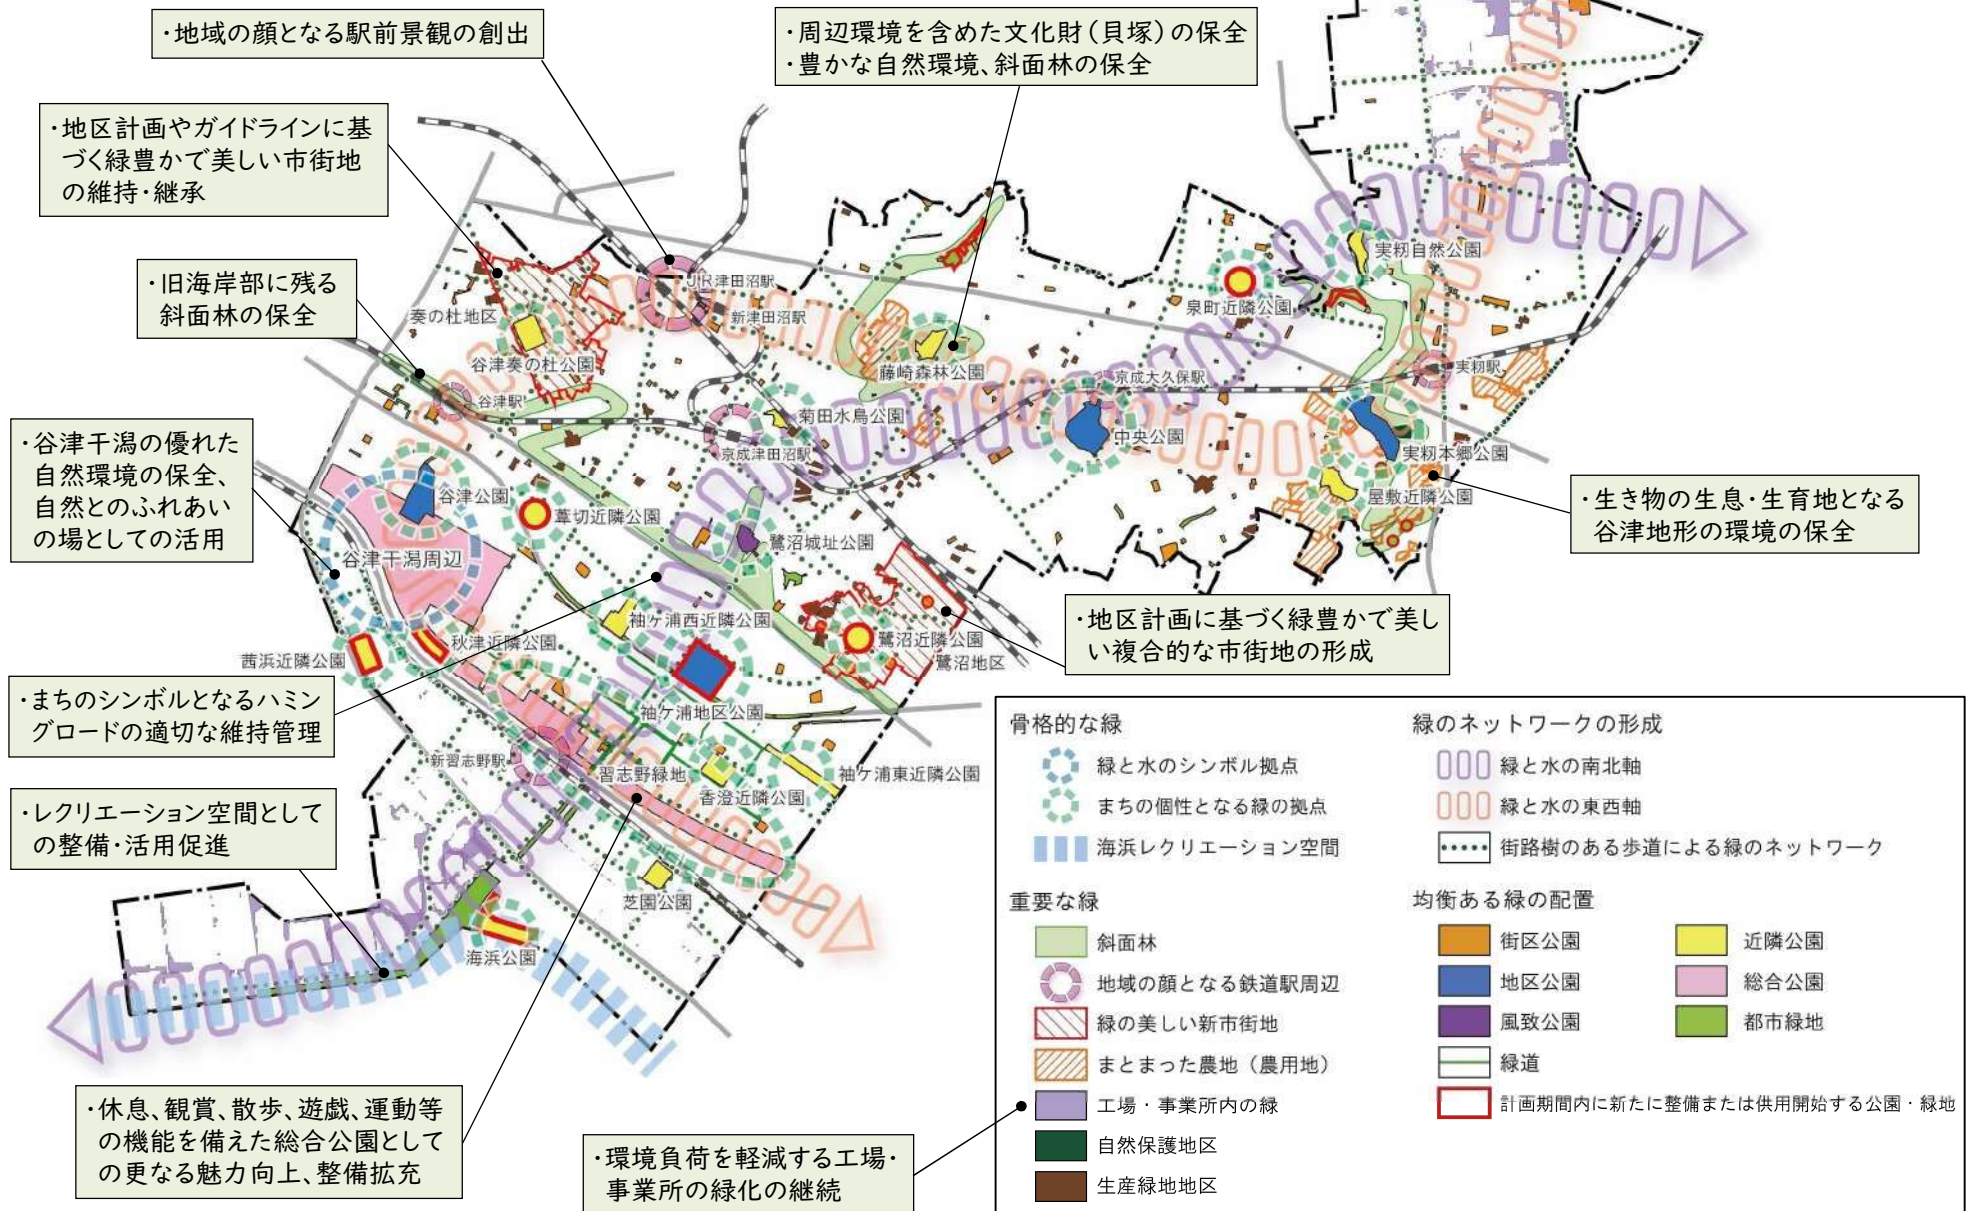 ・地域の顔となる駅前景観の創出
・周辺環境を含めた文化財（貝塚）の保全
・豊かな自然環境、斜面林の保全
・地区計画やガイドラインに基
づく緑豊かで美しい市街地
の維持・継承
・旧海岸部に残る
斜面林の保全
・谷津干潟の優れた
自然環境の保全、
自然とのふれあい
の場としての活用
・まちのシンボルとなるハミン
グロードの適切な維持管理
・レクリエーション空間として
の整備・活用促進
・休息、観賞、散歩、遊戯、運動等
の機能を備えた総合公園として
の更なる魅力向上、整備拡充
・環境負荷を軽減する工場・
事業所の緑化の継続
・生き物の生息・生育地となる
谷津地形の環境の保全
・地区計画に基づく緑豊かで美し
い複合的な市街地の形成
JR津田沼駅
新津田沼駅
奏の杜地区
谷津奏の杜公園
谷津駅
藤崎森林公園
泉町近隣公園
実籾自然公園
実籾駅
京成大久保駅
菊田水鳥公園
京成津田沼駅
中央公園
実籾本郷公園
屋敷近隣公園
谷津公園
葦切近隣公園
谷津干潟周辺
鷺沼城址公園
袖ケ浦西近隣公園
鷺沼近隣公園
鷺沼地区
茜浜近隣公園
秋津近隣公園
袖ケ浦地区公園
新習志野駅
習志野緑地
香澄近隣公園
袖ケ浦東近隣公園
芝園公園
海浜公園
骨格的な緑
緑と水のシンボル拠点
まちの個性となる緑の拠点
海浜レクリエーション空間
重要な緑
斜面林
地域の顔となる鉄道駅周辺
緑の美しい新市街地
まとまった農地（農用地）
工場・事業所内の緑
自然保護地区
生産緑地地区
緑のネットワークの形成
緑と水の南北軸
緑と水の東西軸
街路樹のある歩道による緑のネットワーク
均衡ある緑の配置
街区公園
近隣公園
地区公園
総合公園
風致公園
都市緑地
緑道
計画期間内に新たに整備または供用開始する公園・緑地